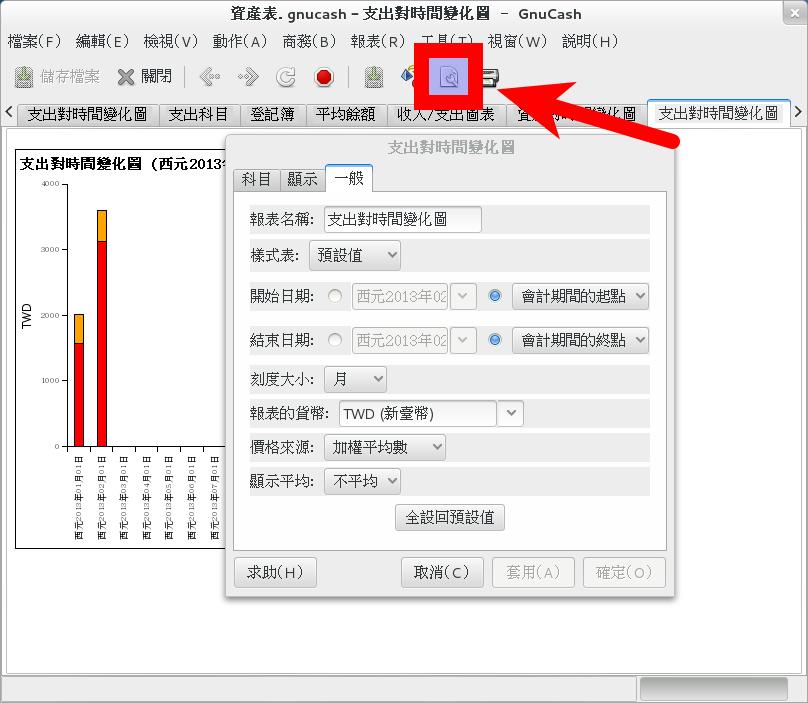 資產表.gnucash - 支出對時間變化圖 - GnuCash
檔案(F) 編輯(E) 檢視(V) 動作(A) 商務(B) 報表(R) 工具(T) 視窗(W) 說明(H)
儲存檔案 關閉
支出對時間變化圖 支出科目 登記簿 平均餘額 收入/支出圖表 時間變化圖 支出對時間變化圖
支出對時間變化圖 (西元2013年
支出對時間變化圖
科目 顯示 一般
報表名稱: 支出對時間變化圖
樣式表: 預設值
開始日期: 西元2013年02 會計期間的起點
結束日期: 西元2013年02 會計期間的終點
刻度大小: 月
報表的貨幣: TWD (新臺幣)
價格來源: 加權平均數
顯示平均: 不平均
全設回預設值
求助(H) 取消(C) 套用(A) 確定(O)
4000
3000
2000
1000
0
TWD
西元2013年01月01日
西元2013年02月01日
西元2013年03月01日
西元2013年04月01日
西元2013年05月01日
西元2013年06月01日
西元2013年07月01日